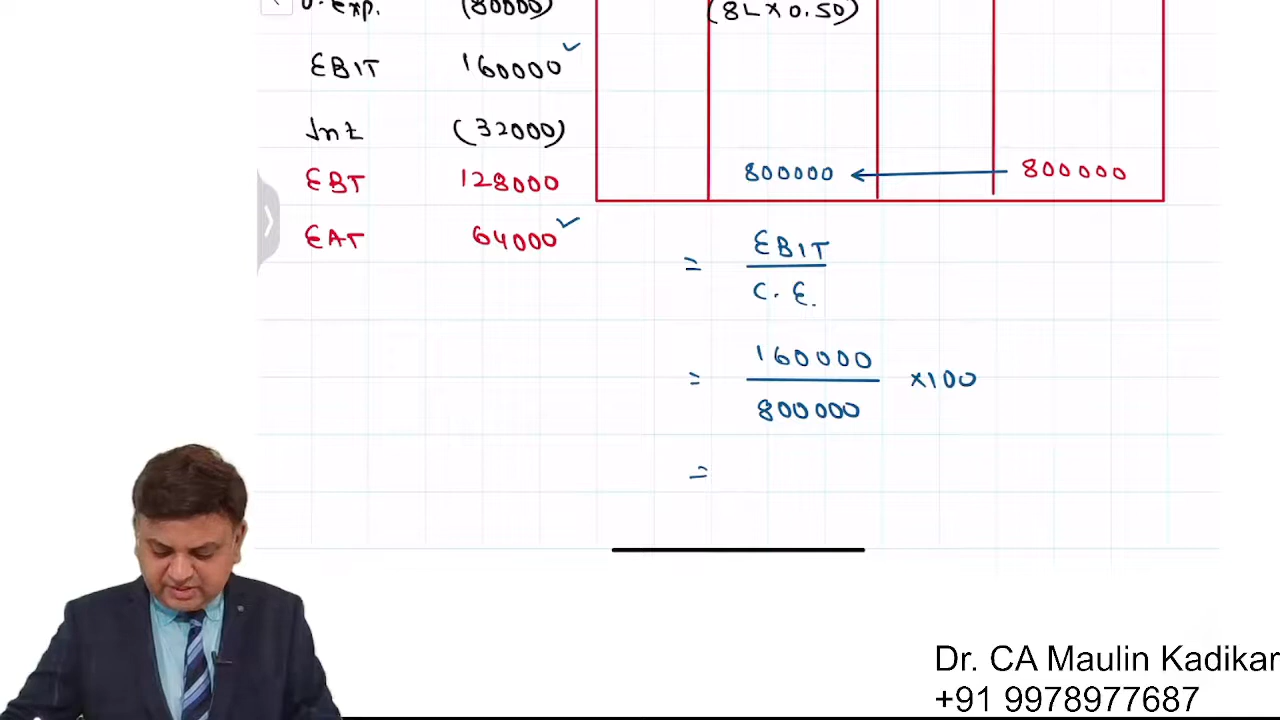 O. Exp. (80000)
(8L × 0.50)
EBIT 160000 ✓
Int (32000)
EBT 128000
800000 ← 800000
EAT 64000 ✓
= EBIT
C. E.
= 160000 ×100
800000
=
Dr. CA Maulin Kadikar
+91 9978977687